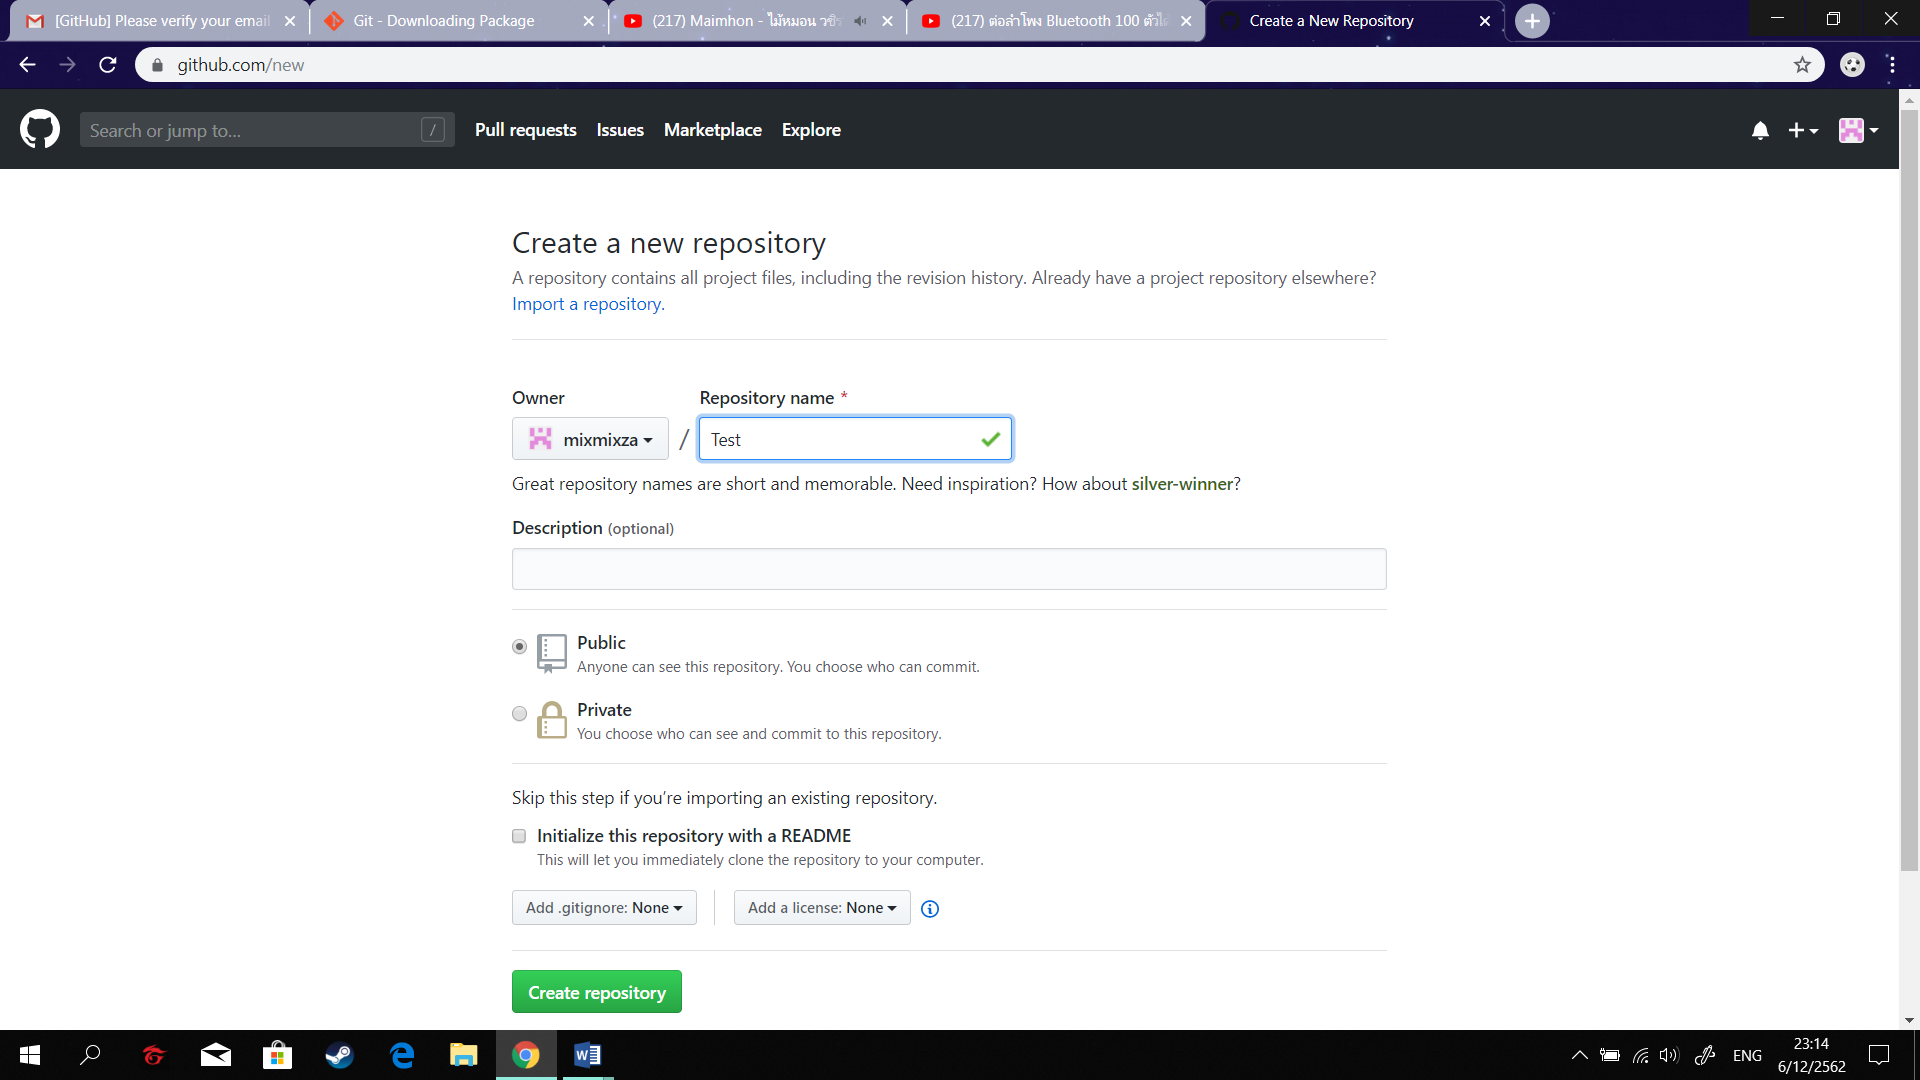 [GitHub] Please verify your email
Git - Downloading Package
(217) Maimhon - ไม้หมอน วชิร
(217) ต่อลำโพง Bluetooth 100 ตัวได้
Create a New Repository
github.com/new
Search or jump to...
/
Pull requests
Issues
Marketplace
Explore
Create a new repository
A repository contains all project files, including the revision history. Already have a project repository elsewhere?
Import a repository.
Owner
Repository name *
mixmixza
/
Test
Great repository names are short and memorable. Need inspiration? How about silver-winner?
Description (optional)
Public
Anyone can see this repository. You choose who can commit.
Private
You choose who can see and commit to this repository.
Skip this step if you’re importing an existing repository.
Initialize this repository with a README
This will let you immediately clone the repository to your computer.
Add .gitignore: None
Add a license: None
Create repository
ENG
23:14
6/12/2562